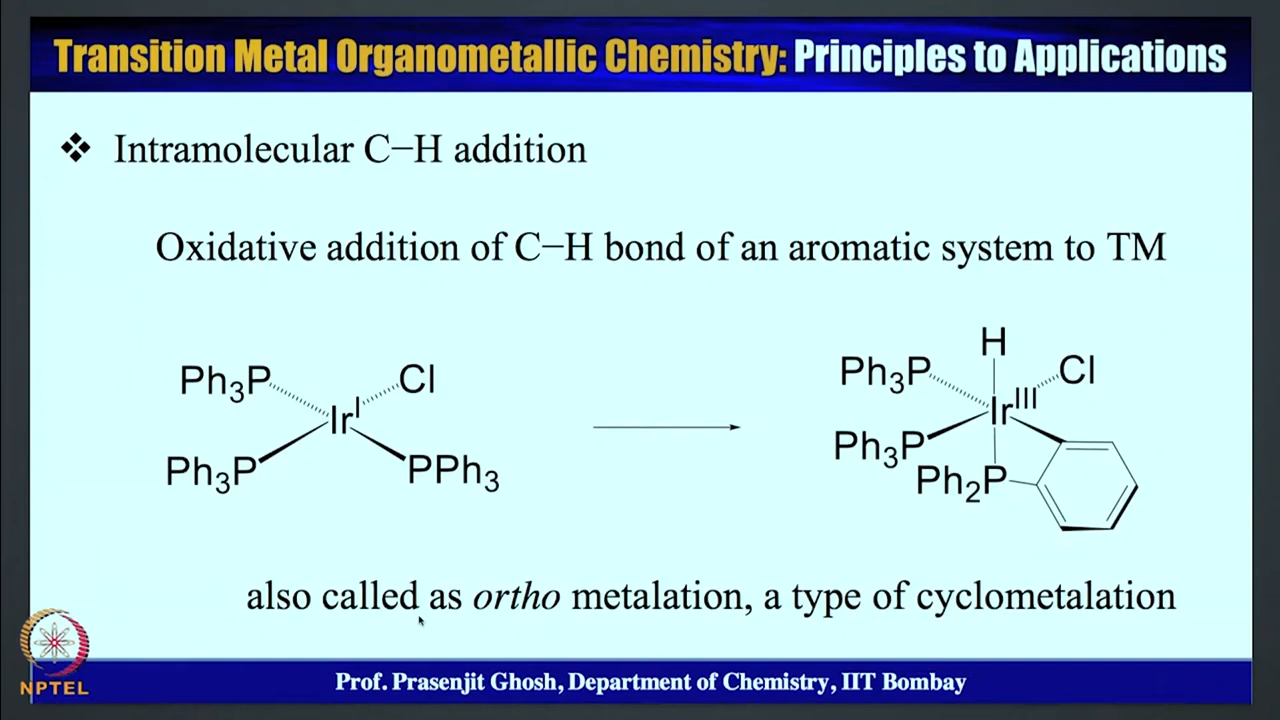 Transition Metal Organometallic Chemistry: Principles to Applications
❖ Intramolecular C−H addition
Oxidative addition of C−H bond of an aromatic system to TM
Ph₃P Cl
Irᴵ
Ph₃P PPh₃
H
Ph₃P Cl
Irᴵᴵᴵ
Ph₃P
Ph₂P
also called as ortho metalation, a type of cyclometalation
NPTEL
Prof. Prasenjit Ghosh, Department of Chemistry, IIT Bombay